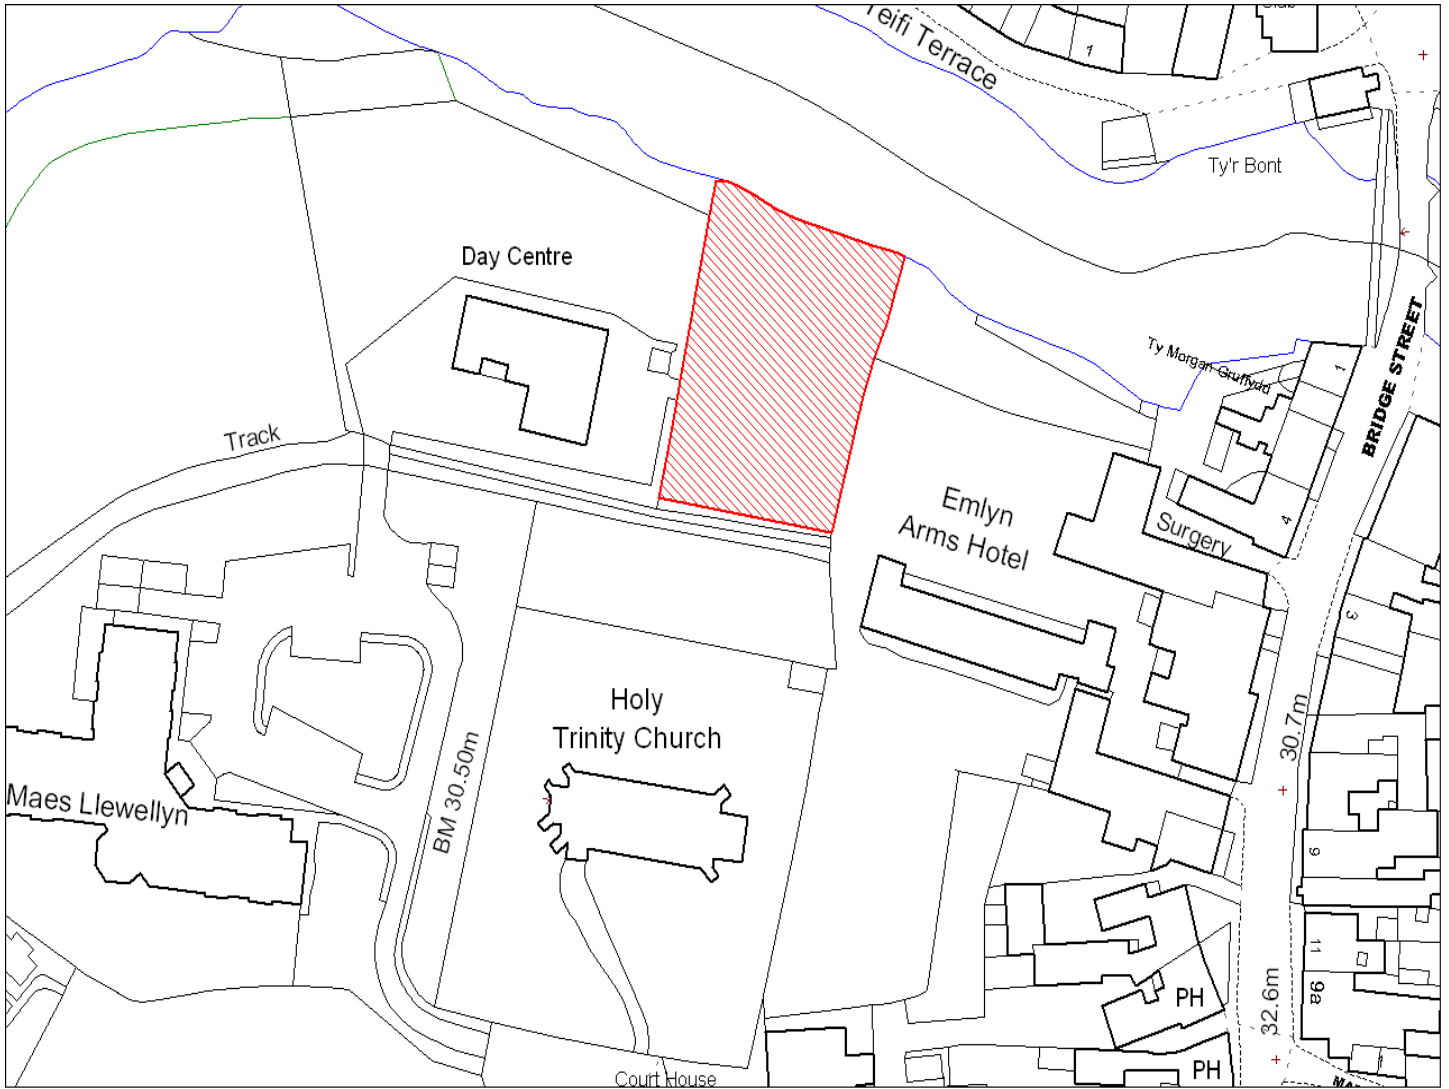 Teifi Terrace
1
Ty'r Bont
Day Centre
BRIDGE STREET
Ty Morgan Gruffydd
1
Track
Emlyn
Arms Hotel
Surgery
4
3
Holy
Trinity Church
30.7m
BM 30.50m
Maes Llewellyn
9
11
9a
PH
32.6m
PH
Court House